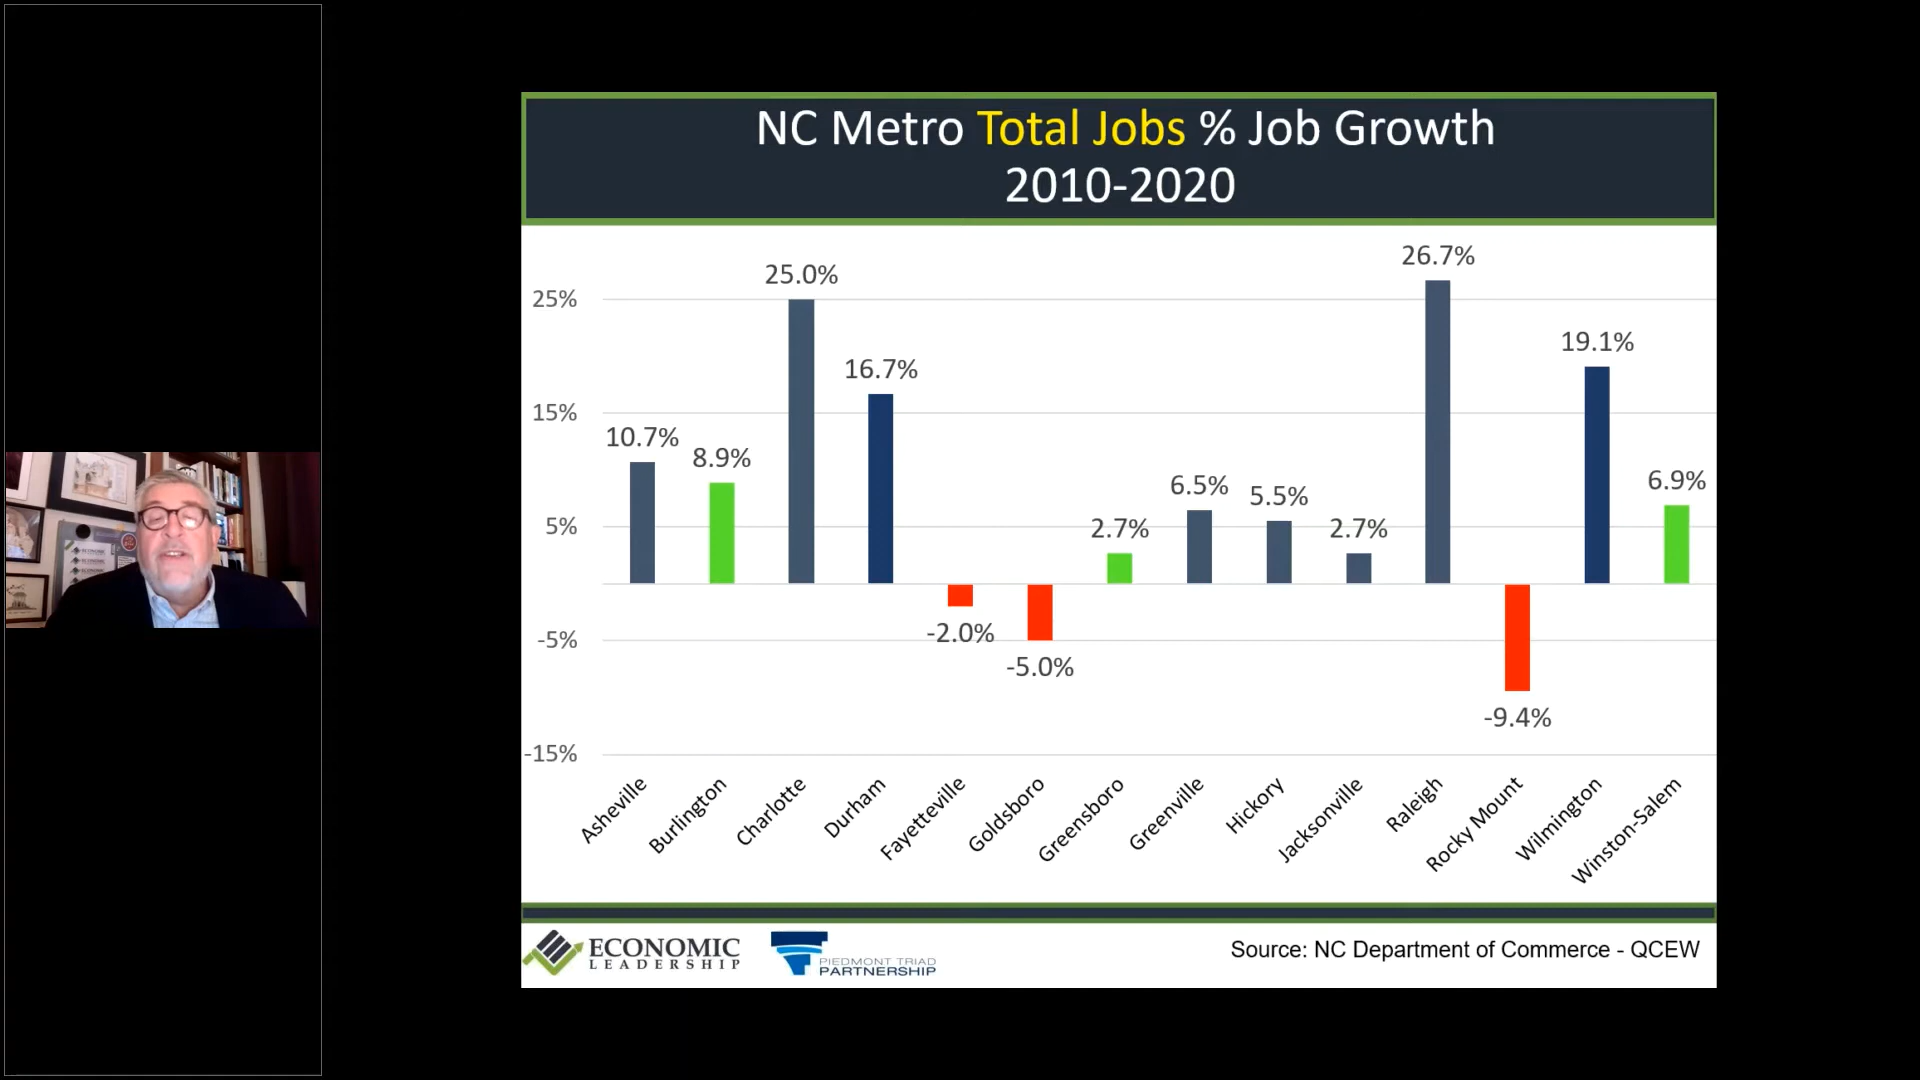 NC Metro Total Jobs % Job Growth
2010-2020
25%
15%
5%
-5%
-15%
10.7%
8.9%
25.0%
16.7%
-2.0%
-5.0%
2.7%
6.5%
5.5%
2.7%
26.7%
-9.4%
19.1%
6.9%
Asheville
Burlington
Charlotte
Durham
Fayetteville
Goldsboro
Greensboro
Greenville
Hickory
Jacksonville
Raleigh
Rocky Mount
Wilmington
Winston-Salem
ECONOMIC
LEADERSHIP
PIEDMONT TRIAD
PARTNERSHIP
Source: NC Department of Commerce - QCEW